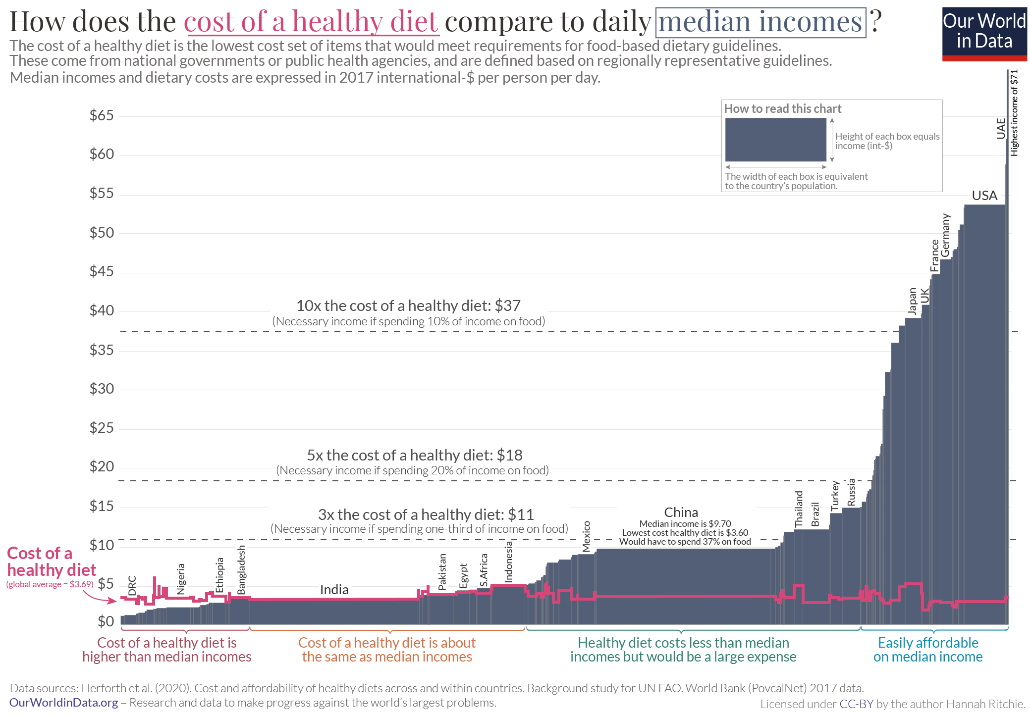 How does the cost of a healthy diet compare to daily median incomes ?
Our World
in Data
The cost of a healthy diet is the lowest cost set of items that would meet requirements for food-based dietary guidelines.
These come from national governments or public health agencies, and are defined based on regionally representative guidelines.
Median incomes and dietary costs are expressed in 2017 international-$ per person per day.
How to read this chart
Height of each box equals
income (int-$)
The width of each box is equivalent
to the country's population.
$65
$60
$55
$50
$45
$40
$35
$30
$25
$20
$15
$10
$5
$0
UAE
Highest income of $71
USA
Germany
France
UK
Japan
10x the cost of a healthy diet: $37
(Necessary income if spending 10% of income on food)
5x the cost of a healthy diet: $18
(Necessary income if spending 20% of income on food)
3x the cost of a healthy diet: $11
(Necessary income if spending one-third of income on food)
China
Median income is $9.70
Lowest cost healthy diet is $3.60
Would have to spend 37% on food
Cost of a
healthy diet
(global average = $3.69)
DRC
Nigeria
Ethiopia
Bangladesh
India
Pakistan
Egypt
S.Africa
Indonesia
Mexico
Thailand
Brazil
Turkey
Russia
Cost of a healthy diet is
higher than median incomes
Cost of a healthy diet is about
the same as median incomes
Healthy diet costs less than median
incomes but would be a large expense
Easily affordable
on median income
Data sources: Herforth et al. (2020). Cost and affordability of healthy diets across and within countries. Background study for UN FAO. World Bank (PovcalNet) 2017 data.
OurWorldinData.org – Research and data to make progress against the world's largest problems.
Licensed under CC-BY by the author Hannah Ritchie.